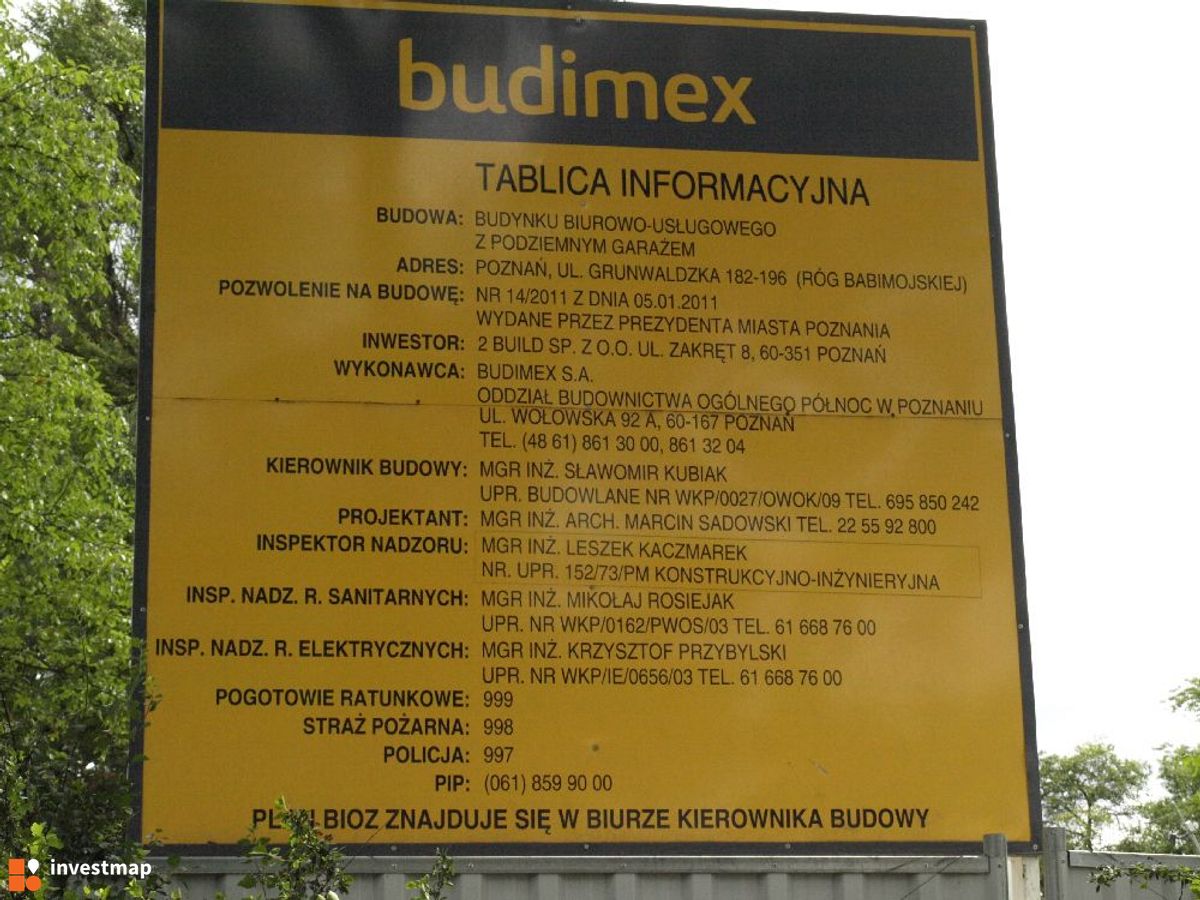 budimex
TABLICA INFORMACYJNA
BUDOWA: BUDYNKU BIUROWO-USŁUGOWEGO
Z PODZIEMNYM GARAŻEM
ADRES: POZNAŃ, UL. GRUNWALDZKA 182-196 (RÓG BABIMOJSKIEJ)
POZWOLENIE NA BUDOWĘ: NR 14/2011 Z DNIA 05.01.2011
WYDANE PRZEZ PREZYDENTA MIASTA POZNANIA
INWESTOR: 2 BUILD SP. Z O.O. UL. ZAKRĘT 8, 60-351 POZNAŃ
WYKONAWCA: BUDIMEX S.A.
ODDZIAŁ BUDOWNICTWA OGÓLNEGO PÓŁNOC W POZNANIU
UL. WOŁOWSKA 92 A, 60-167 POZNAŃ
TEL. (48 61) 861 30 00, 861 32 04
KIEROWNIK BUDOWY: MGR INŻ. SŁAWOMIR KUBIAK
UPR. BUDOWLANE NR WKP/0027/OWOK/09 TEL. 695 850 242
PROJEKTANT: MGR INŻ. ARCH. MARCIN SADOWSKI TEL. 22 55 92 800
INSPEKTOR NADZORU: MGR INŻ. LESZEK KACZMAREK
NR. UPR. 152/73/PM KONSTRUKCYJNO-INŻYNIERYJNA
INSP. NADZ. R. SANITARNYCH: MGR INŻ. MIKOŁAJ ROSIEJAK
UPR. NR WKP/0162/PWOS/03 TEL. 61 668 76 00
INSP. NADZ. R. ELEKTRYCZNYCH: MGR INŻ. KRZYSZTOF PRZYBYLSKI
UPR. NR WKP/IE/0656/03 TEL. 61 668 76 00
POGOTOWIE RATUNKOWE: 999
STRAŻ POŻARNA: 998
POLICJA: 997
PIP: (061) 859 90 00
PLAN BIOZ ZNAJDUJE SIĘ W BIURZE KIEROWNIKA BUDOWY
investmap